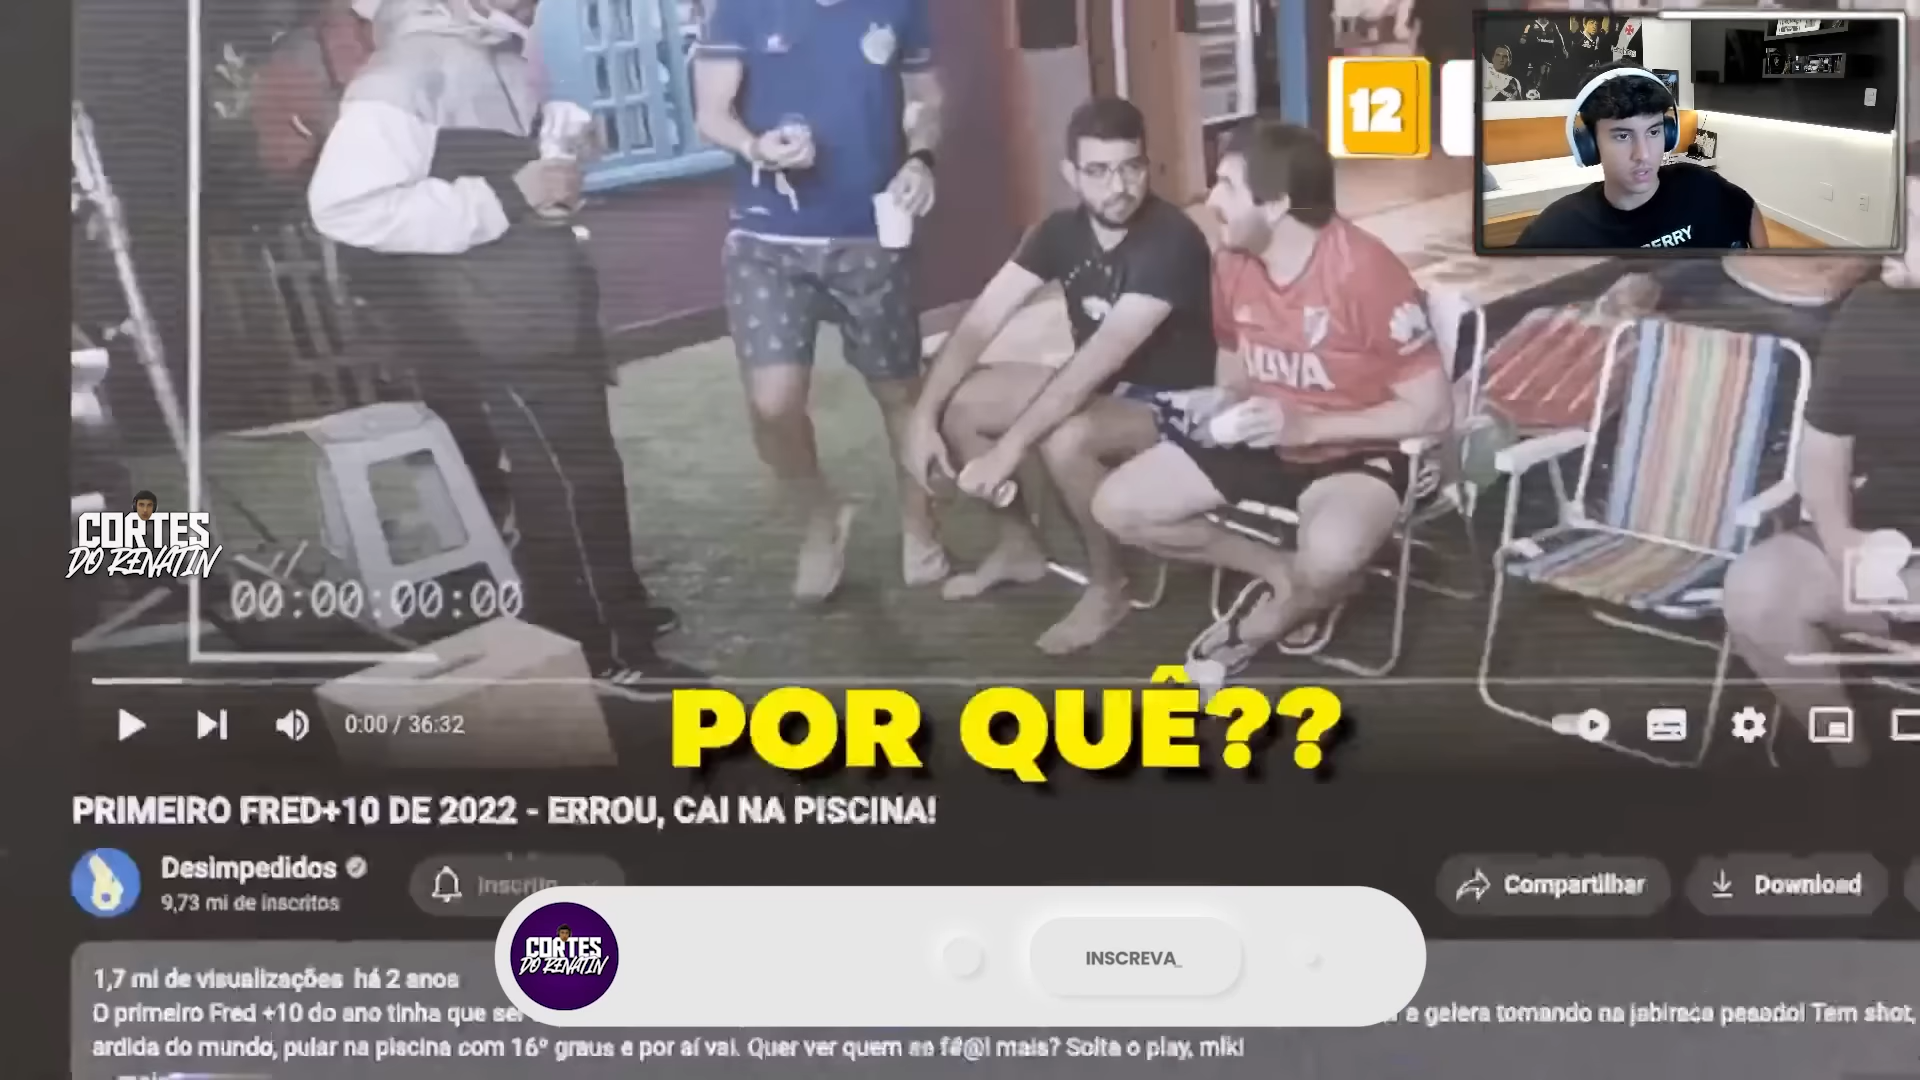 12
BERRY
BBVA
CORTES
DO RENATIN
00:00:00:00
POR QUÊ??
0:00 / 36:32
PRIMEIRO FRED+10 DE 2022 - ERROU, CAI NA PISCINA!
Desimpedidos
9,73 mi de inscritos
Inscrito
Compartilhar
Download
CORTES
DO RENATIN
INSCREVA_
1,7 mi de visualizações há 2 anos
O primeiro Fred +10 do ano tinha que ser
a galera tomando na jabiraca pesado! Tem shot,
ardida do mundo, pular na piscina com 16º graus e por aí vai. Quer ver quem se f#@! mais? Solta o play, mlk!